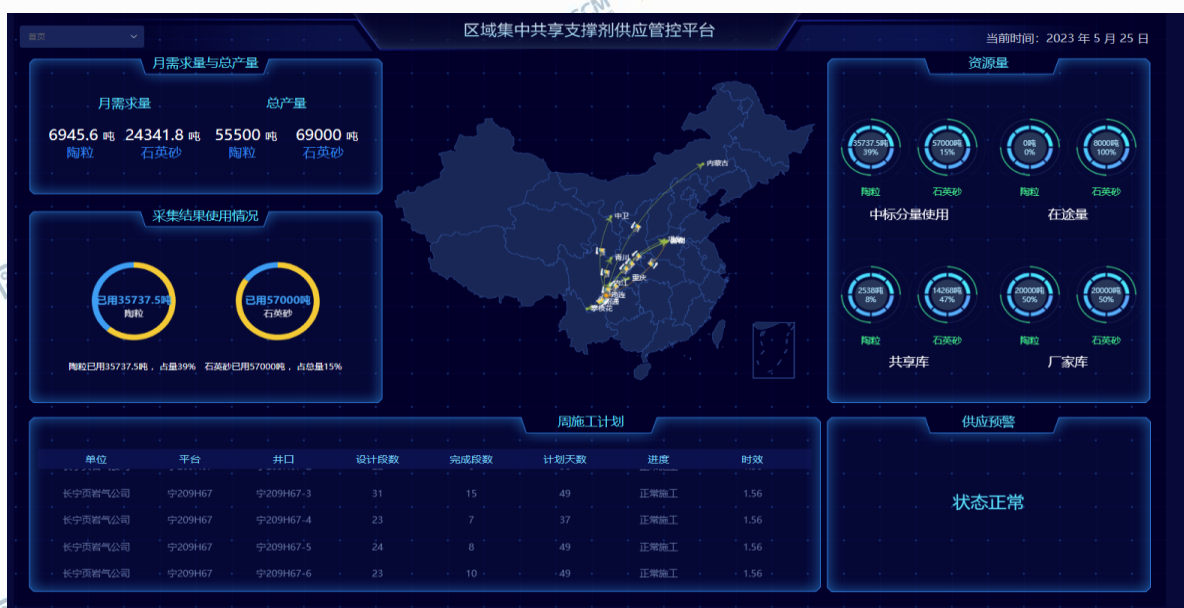 区域集中共享支撑剂供应管控平台
首页
当前时间：2023 年 5 月 25 日
月需求量与总产量
月需求量 总产量
6945.6 吨 24341.8 吨 55500 吨 69000 吨
陶粒 石英砂 陶粒 石英砂
采集结果使用情况
已用35737.5吨
陶粒
已用57000吨
石英砂
陶粒已用35737.5吨，占量39% 石英砂已用57000吨，占总量15%
内蒙古
中卫
青川
重庆
内江
攀枝花
资源量
35737.5吨
39%
57000吨
15%
0吨
0%
8000吨
100%
陶粒 石英砂 陶粒 石英砂
中标分量使用 在途量
2538吨
8%
14268吨
47%
20000吨
50%
20000吨
50%
陶粒 石英砂 陶粒 石英砂
共享库 厂家库
周施工计划
单位 平台 井口 设计段数 完成段数 计划天数 进度 时效
长宁页岩气公司 宁209H67 宁209H67-3 31 15 49 正常施工 1.56
长宁页岩气公司 宁209H67 宁209H67-4 23 7 37 正常施工 1.56
长宁页岩气公司 宁209H67 宁209H67-5 24 8 49 正常施工 1.56
长宁页岩气公司 宁209H67 宁209H67-6 23 10 49 正常施工 1.56
供应预警
状态正常